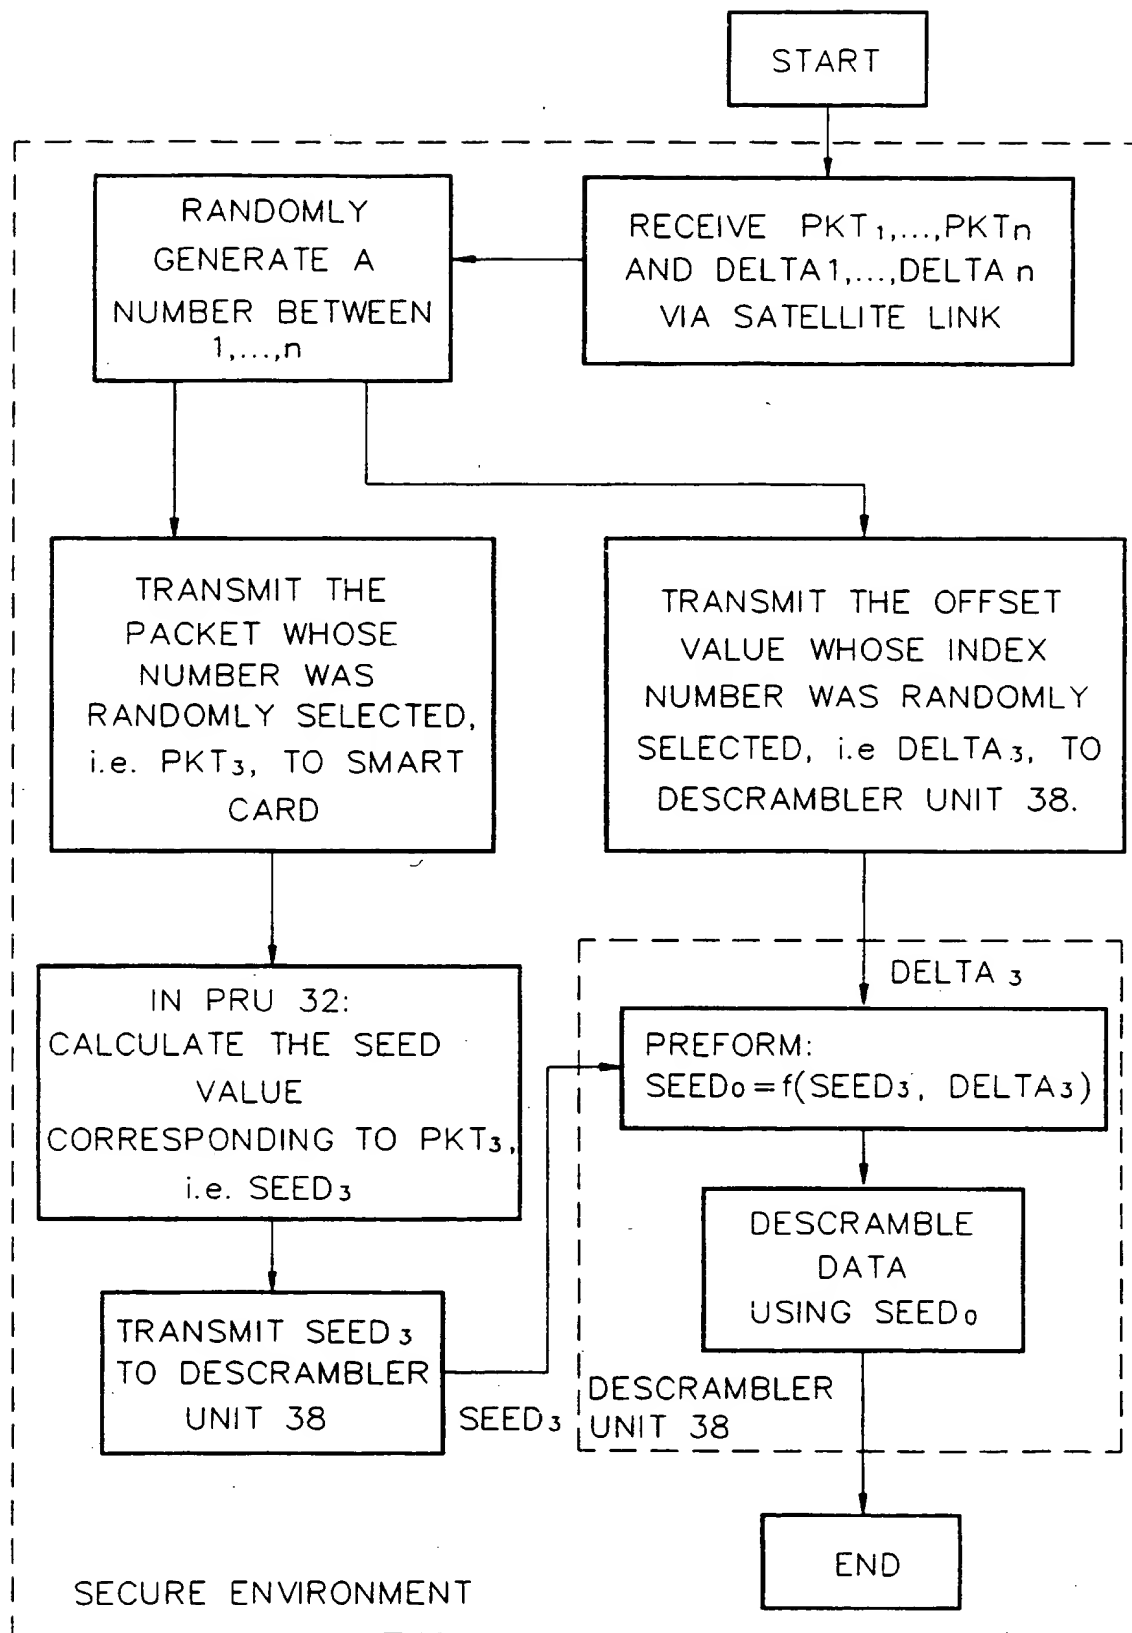 START
RECEIVE PKT₁,...,PKTn
AND DELTA1,...,DELTAn
VIA SATELLITE LINK
RANDOMLY
GENERATE A
NUMBER BETWEEN
1,...,n
TRANSMIT THE
PACKET WHOSE
NUMBER WAS
RANDOMLY SELECTED,
i.e. PKT₃, TO SMART
CARD
TRANSMIT THE OFFSET
VALUE WHOSE INDEX
NUMBER WAS RANDOMLY
SELECTED, i.e DELTA₃, TO
DESCRAMBLER UNIT 38.
IN PRU 32:
CALCULATE THE SEED
VALUE
CORRESPONDING TO PKT₃,
i.e. SEED₃
TRANSMIT SEED₃
TO DESCRAMBLER
UNIT 38
SEED₃
DELTA₃
PREFORM:
SEED₀=f(SEED₃, DELTA₃)
DESCRAMBLE
DATA
USING SEED₀
DESCRAMBLER
UNIT 38
END
SECURE ENVIRONMENT